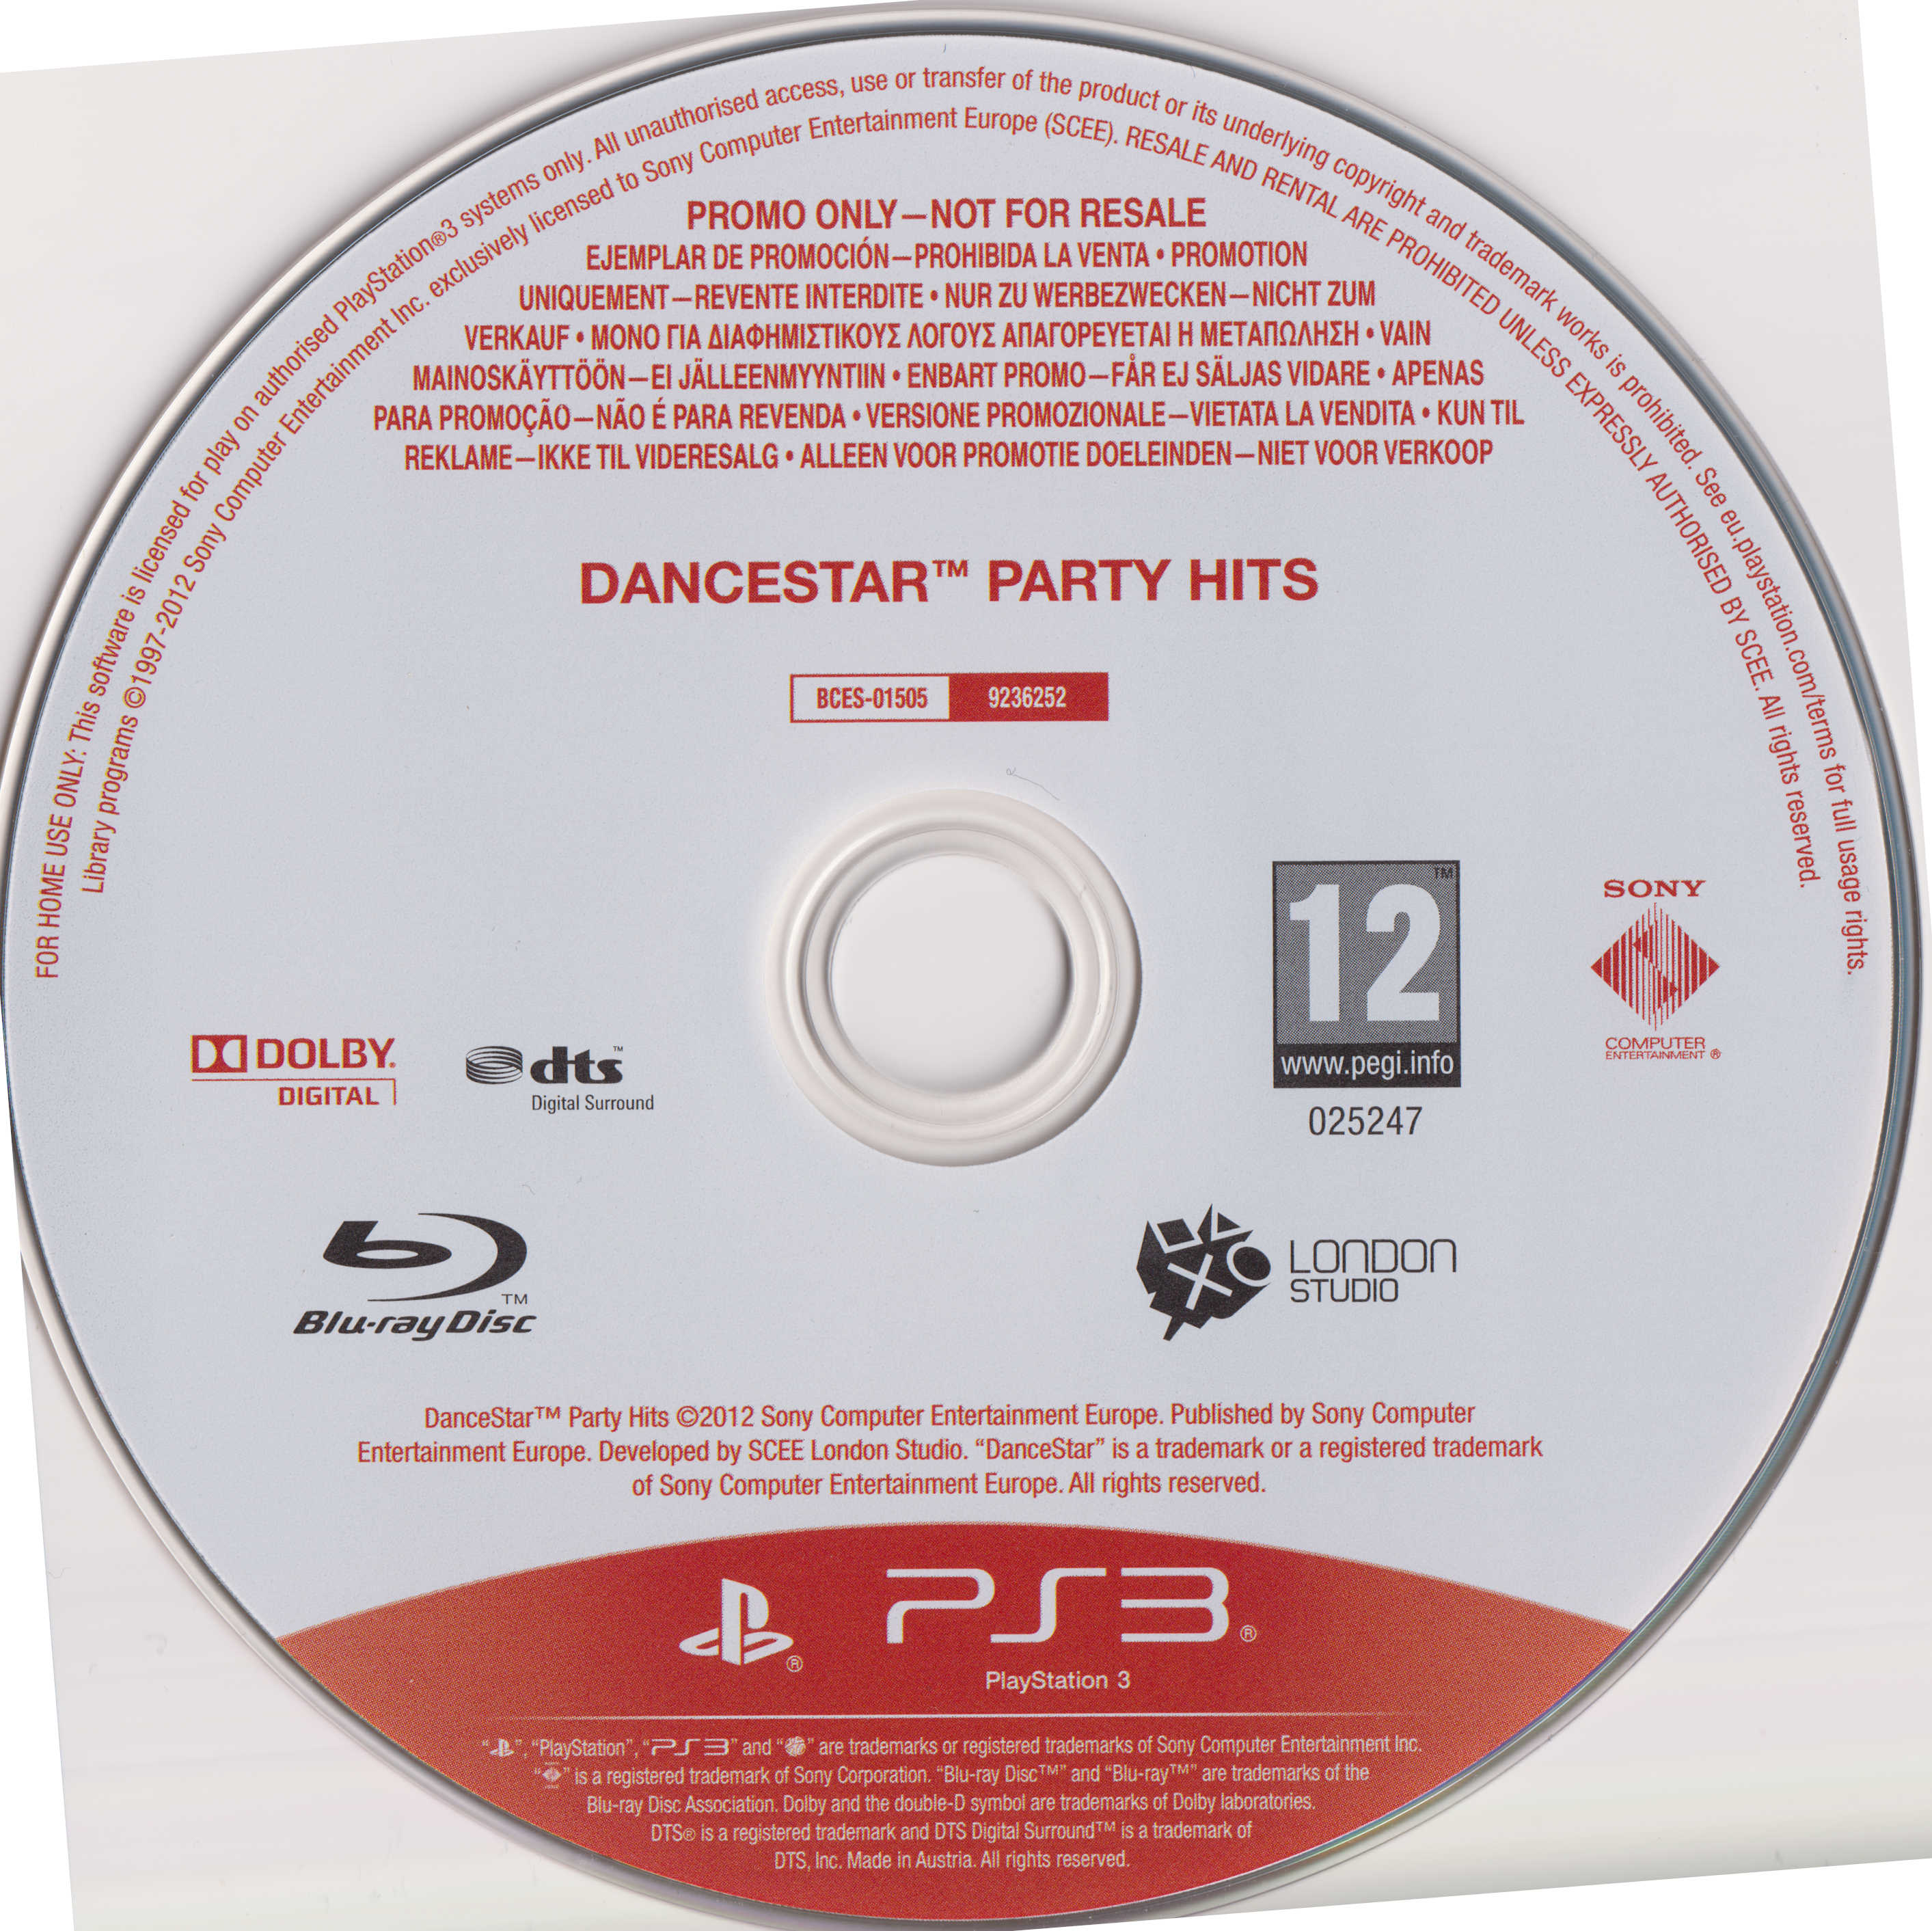 FOR HOME USE ONLY: This software is licensed for play on authorised PlayStation®3 systems only. All unauthorised access, use or transfer of the product or its underlying copyright and trademark works is prohibited. See eu.playstation.com/terms for full usage rights.
Library programs ©1997-2012 Sony Computer Entertainment Inc. exclusively licensed to Sony Computer Entertainment Europe (SCEE). RESALE AND RENTAL ARE PROHIBITED UNLESS EXPRESSLY AUTHORISED BY SCEE. All rights reserved.
PROMO ONLY—NOT FOR RESALE
EJEMPLAR DE PROMOCIÓN—PROHIBIDA LA VENTA • PROMOTION
UNIQUEMENT—REVENTE INTERDITE • NUR ZU WERBEZWECKEN—NICHT ZUM
VERKAUF • ΜΟΝΟ ΓΙΑ ΔΙΑΦΗΜΙΣΤΙΚΟΥΣ ΛΟΓΟΥΣ ΑΠΑΓΟΡΕΥΕΤΑΙ Η ΜΕΤΑΠΩΛΗΣΗ • VAIN
MAINOSKÄYTTÖÖN—EI JÄLLEENMYYNTIIN • ENBART PROMO—FÅR EJ SÄLJAS VIDARE • APENAS
PARA PROMOÇÃO—NÃO É PARA REVENDA • VERSIONE PROMOZIONALE—VIETATA LA VENDITA • KUN TIL
REKLAME—IKKE TIL VIDERESALG • ALLEEN VOOR PROMOTIE DOELEINDEN—NIET VOOR VERKOOP
DANCESTAR™ PARTY HITS
BCES-01505 9236252
12™
www.pegi.info
025247
SONY
COMPUTER
ENTERTAINMENT ®
DOLBY®
DIGITAL
dts™
Digital Surround
Blu-ray Disc™
LONDON
STUDIO
DanceStar™ Party Hits ©2012 Sony Computer Entertainment Europe. Published by Sony Computer
Entertainment Europe. Developed by SCEE London Studio. “DanceStar” is a trademark or a registered trademark
of Sony Computer Entertainment Europe. All rights reserved.
® PS3®
PlayStation 3
“ ”, “PlayStation”, “PS3” and “ ” are trademarks or registered trademarks of Sony Computer Entertainment Inc.
“ ” is a registered trademark of Sony Corporation. “Blu-ray Disc™” and “Blu-ray™” are trademarks of the
Blu-ray Disc Association. Dolby and the double-D symbol are trademarks of Dolby laboratories.
DTS® is a registered trademark and DTS Digital Surround™ is a trademark of
DTS, Inc. Made in Austria. All rights reserved.